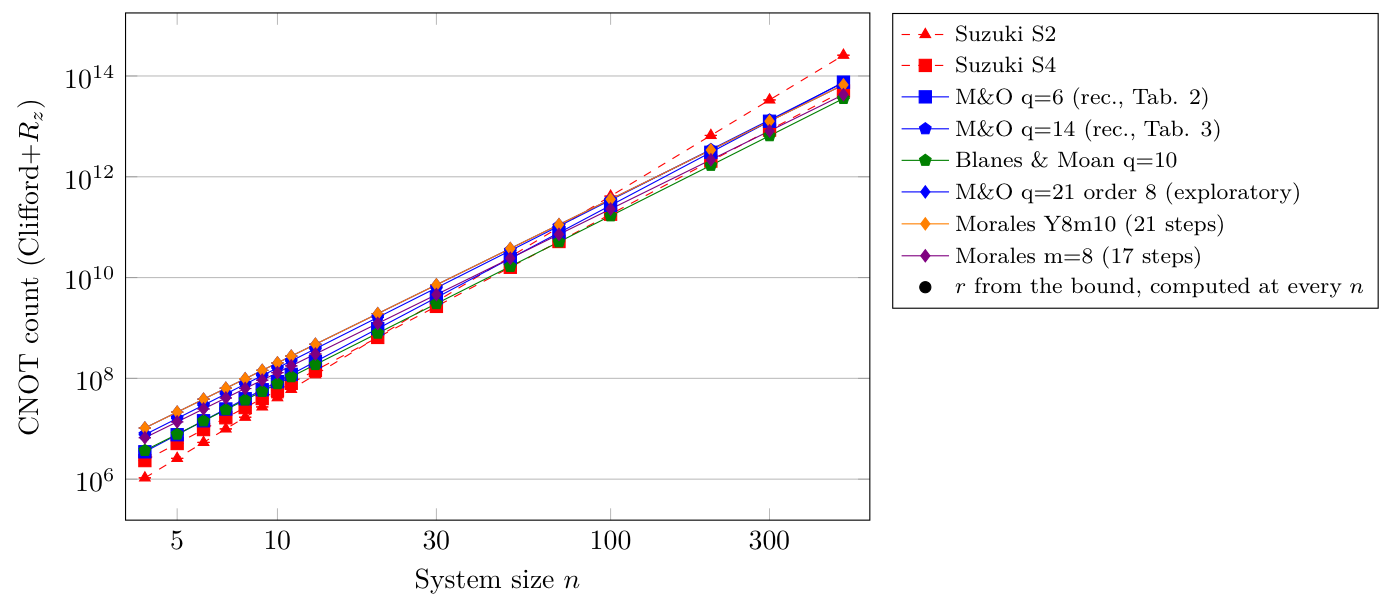 CNOT count (Clifford+R_z)
10^14
10^12
10^10
10^8
10^6
5
10
30
100
300
System size n
Suzuki S2
Suzuki S4
M&O q=6 (rec., Tab. 2)
M&O q=14 (rec., Tab. 3)
Blanes & Moan q=10
M&O q=21 order 8 (exploratory)
Morales Y8m10 (21 steps)
Morales m=8 (17 steps)
r from the bound, computed at every n